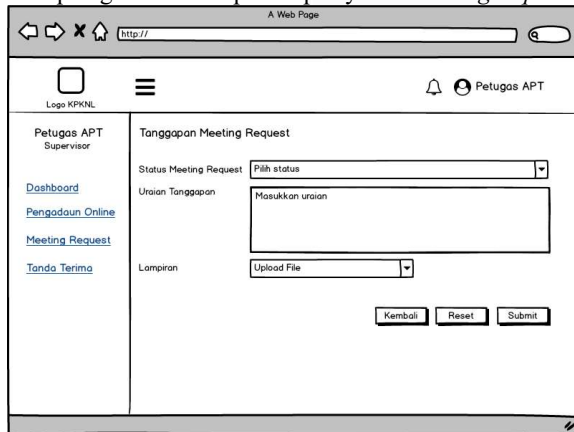 A Web Page
http://
Logo KPKNL
Petugas APT
Petugas APT
Supervisor
Dashboard
Pengadaun Online
Meeting Request
Tanda Terima
Tanggapan Meeting Request
Status Meeting Request Pilih status
Uraian Tanggapan Masukkan uraian
Lampiran Upload File
Kembali Reset Submit